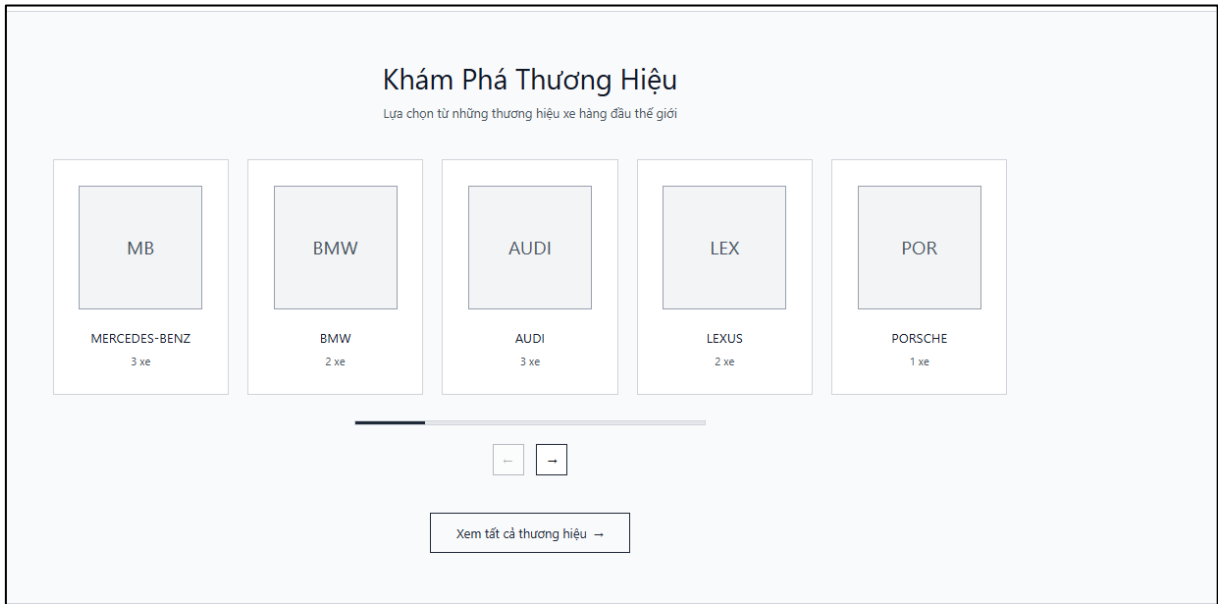 Khám Phá Thương Hiệu
Lựa chọn từ những thương hiệu xe hàng đầu thế giới
MB
BMW
AUDI
LEX
POR
MERCEDES-BENZ
BMW
AUDI
LEXUS
PORSCHE
3 xe
2 xe
3 xe
2 xe
1 xe
← →
Xem tất cả thương hiệu →